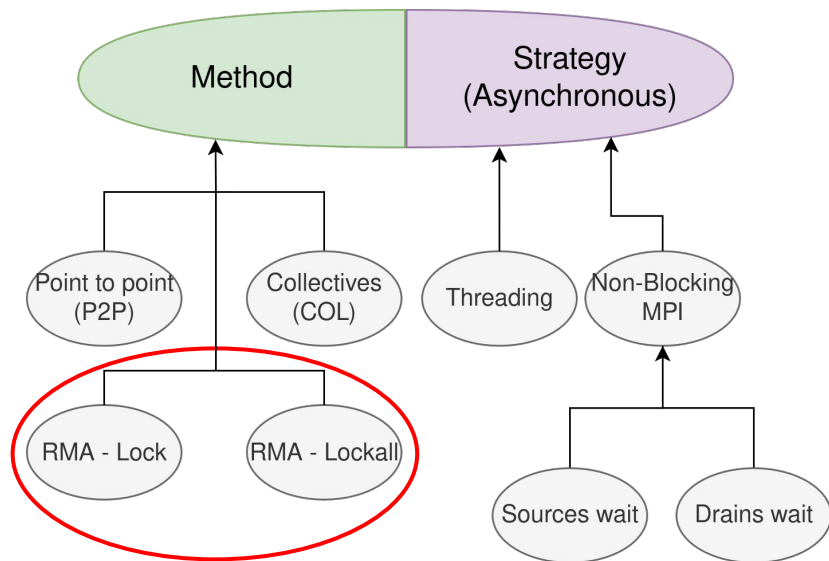 Method
Strategy
(Asynchronous)
Point to point
(P2P)
Collectives
(COL)
Threading
Non-Blocking
MPI
RMA - Lock
RMA - Lockall
Sources wait
Drains wait